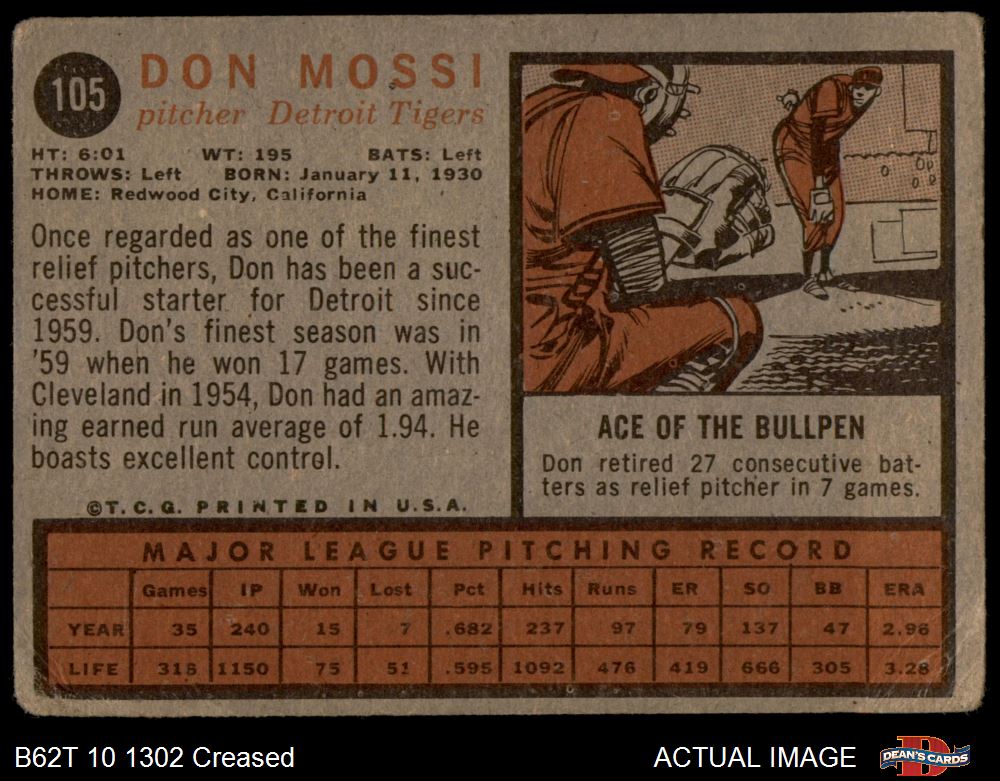 105
DON MOSSI
pitcher Detroit Tigers
HT: 6:01 WT: 195 BATS: Left
THROWS: Left BORN: January 11, 1930
HOME: Redwood City, California
Once regarded as one of the finest
relief pitchers, Don has been a suc-
cessful starter for Detroit since
1959. Don's finest season was in
'59 when he won 17 games. With
Cleveland in 1954, Don had an amaz-
ing earned run average of 1.94. He
boasts excellent control.
©T.C.G. PRINTED IN U.S.A.
ACE OF THE BULLPEN
Don retired 27 consecutive bat-
ters as relief pitcher in 7 games.
MAJOR LEAGUE PITCHING RECORD
Games IP Won Lost Pct Hits Runs ER SO BB ERA
YEAR 35 240 15 7 .682 237 97 79 137 47 2.96
LIFE 318 1150 75 51 .595 1092 476 419 666 305 3.28
B62T 10 1302 Creased
ACTUAL IMAGE
D
DEAN'S CARDS